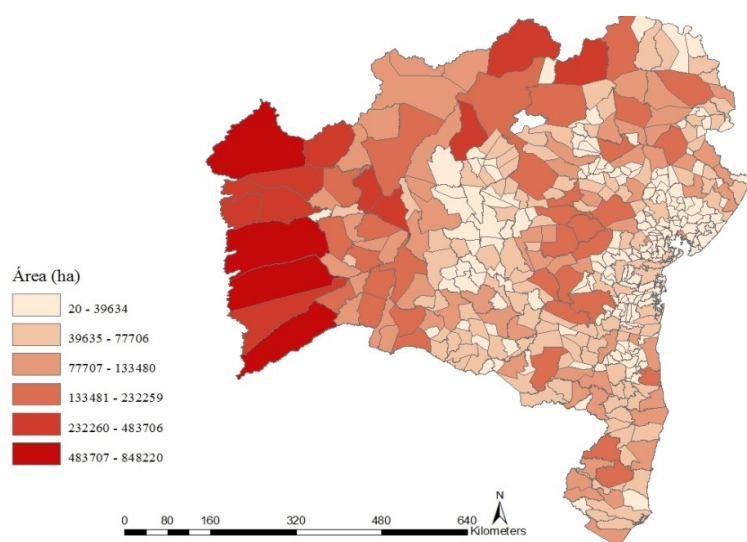 Área (ha)
20 - 39634
39635 - 77706
77707 - 133480
133481 - 232259
232260 - 483706
483707 - 848220
N
0 80 160 320 480 640
Kilometers